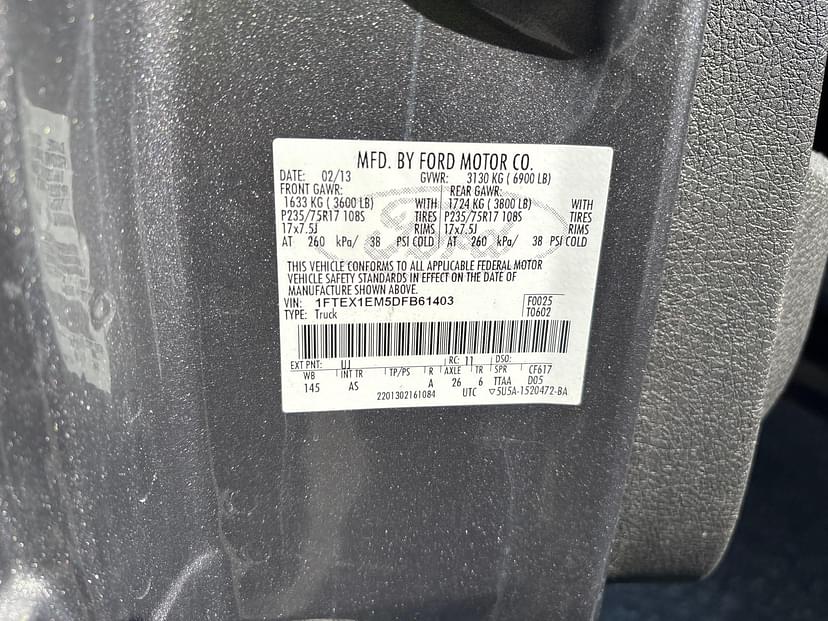 MFD. BY FORD MOTOR CO.
DATE: 02/13 GVWR: 3130 KG ( 6900 LB)
FRONT GAWR: REAR GAWR:
1633 KG ( 3600 LB) WITH 1724 KG ( 3800 LB) WITH
P235/75R17 108S TIRES P235/75R17 108S TIRES
17x7.5J RIMS 17x7.5J RIMS
AT 260 kPa/ 38 PSI COLD AT 260 kPa/ 38 PSI COLD
Ford
THIS VEHICLE CONFORMS TO ALL APPLICABLE FEDERAL MOTOR
VEHICLE SAFETY STANDARDS IN EFFECT ON THE DATE OF
MANUFACTURE SHOWN ABOVE.
VIN: 1FTEX1EM5DFB61403 F0025
TYPE: Truck T0602
EXT PNT: UJ RC: 11 DSO:
WB INT TR TP/PS R AXLE TR SPR CF617
145 AS A 26 6 TTAA D05
2201302161084 UTC ▽5U5A-1520472-BA